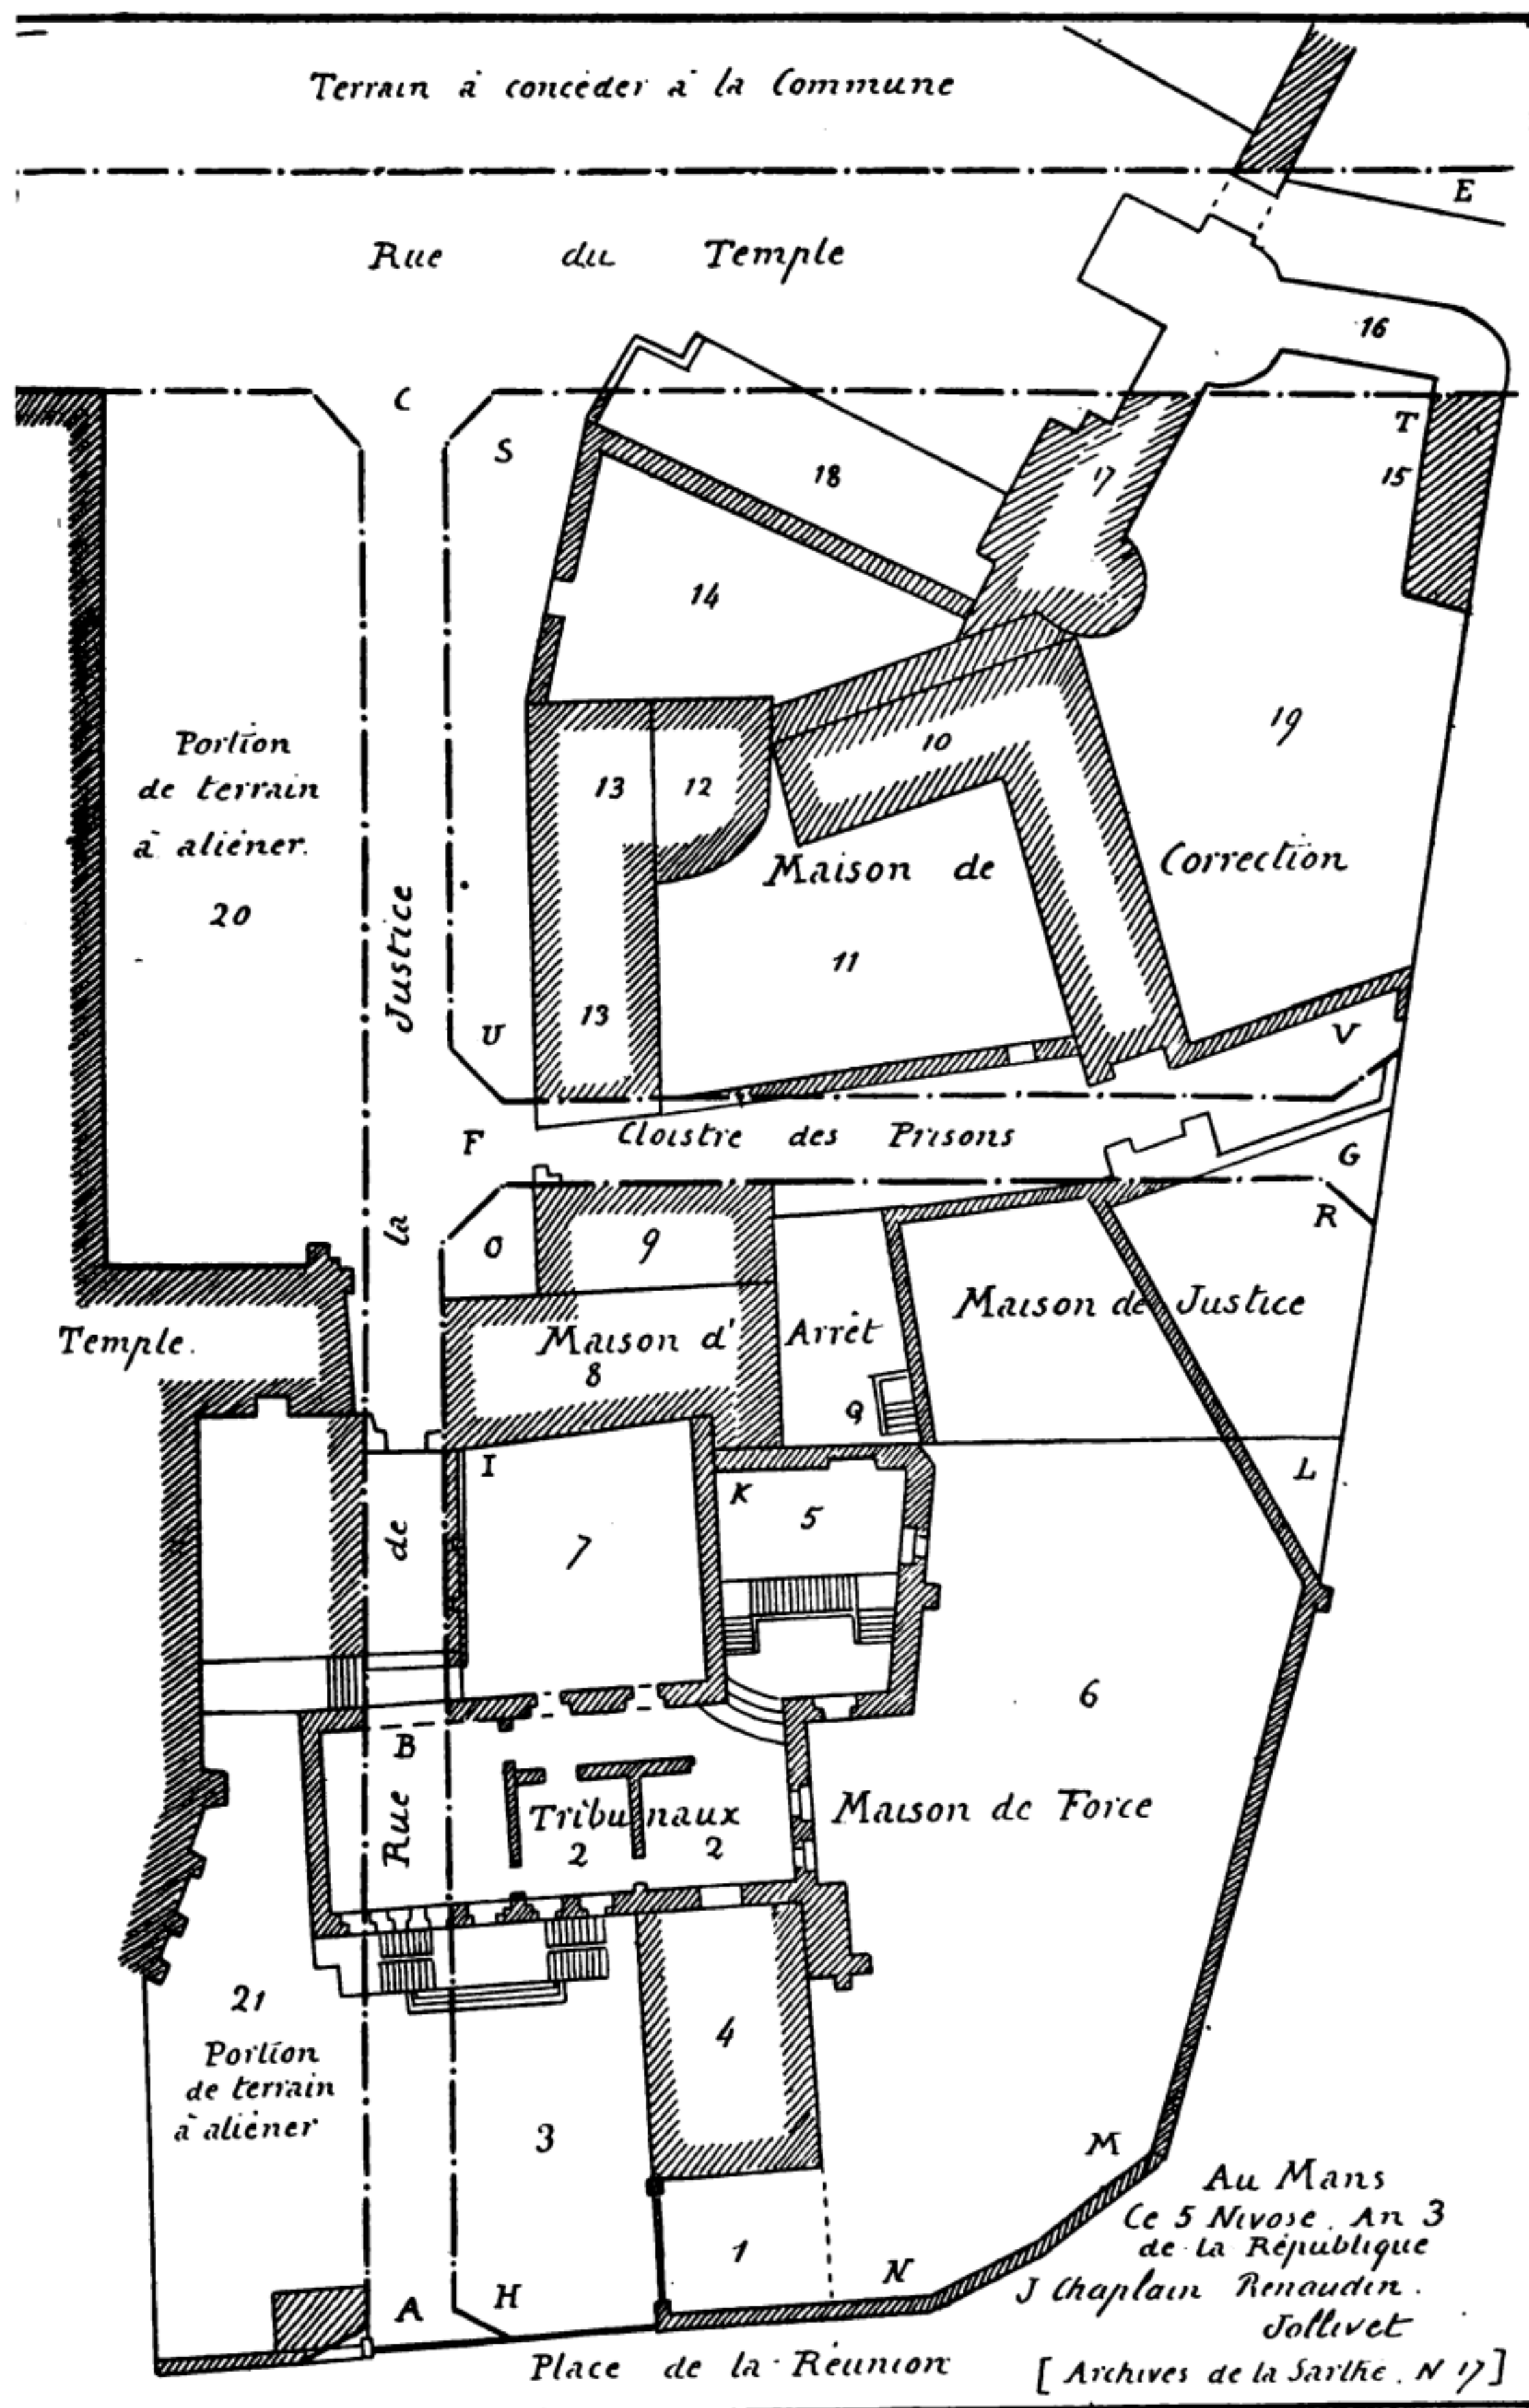 Terrain à concéder à la Commune
E
Rue du Temple
16
C
T
S
18
17
15
14
19
Portion
de terrain
à aliéner.
20
13
12
10
Maison de Correction
11
13
Justice
U
V
F
Cloistre des Prisons
G
R
la
O
9
Maison de Justice
Temple.
Maison d'Arrêt
8
Q
I
K
L
5
de
7
6
B
Rue
Tribunaux
2
2
Maison de Force
21
Portion
de terrain
à aliéner
4
3
M
1
N
A
H
Au Mans
Ce 5 Nivose. An 3
de la République
J Chaplain Renaudin.
Jollivet
Place de la Réunion
[Archives de la Sarthe. N 17]